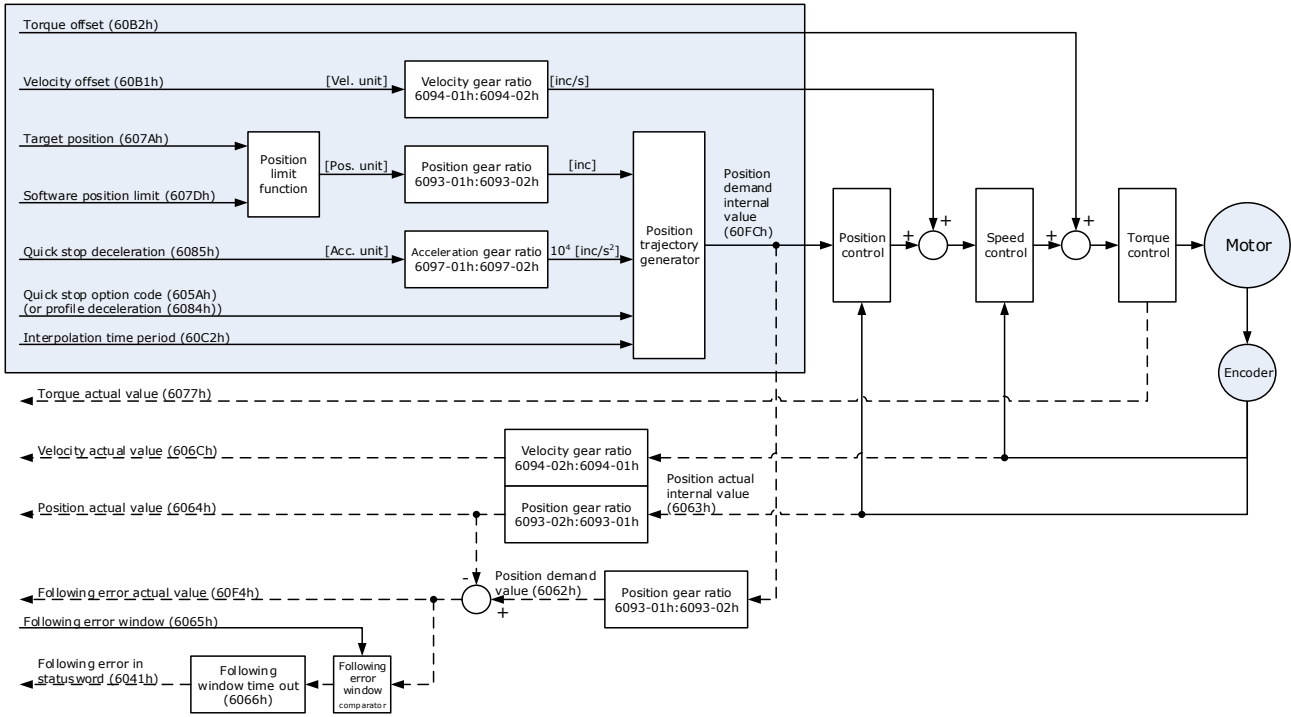 Torque offset (60B2h)
Velocity offset (60B1h)
[Vel. unit]
Velocity gear ratio
6094-01h:6094-02h
[inc/s]
Target position (607Ah)
Software position limit (607Dh)
Position
limit
function
[Pos. unit]
Position gear ratio
6093-01h:6093-02h
[inc]
Quick stop deceleration (6085h)
[Acc. unit]
Acceleration gear ratio
6097-01h:6097-02h
10⁴ [inc/s²]
Quick stop option code (605Ah)
(or profile deceleration (6084h))
Interpolation time period (60C2h)
Position
trajectory
generator
Position
demand
internal
value
(60FCh)
Position
control
+
+
Speed
control
+
+
Torque
control
Motor
Encoder
Torque actual value (6077h)
Velocity actual value (606Ch)
Velocity gear ratio
6094-02h:6094-01h
Position actual value (6064h)
Position gear ratio
6093-02h:6093-01h
Position actual
internal value
(6063h)
Following error actual value (60F4h)
-
+
Position demand
value (6062h)
Position gear ratio
6093-01h:6093-02h
Following error window (6065h)
Following error in
statusword (6041h)
Following
window time out
(6066h)
Following
error
window
comparator